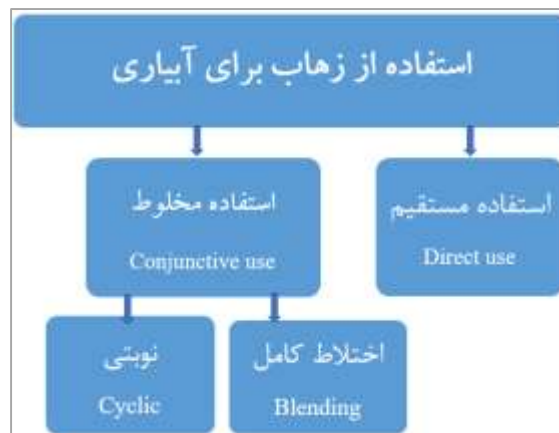 استفاده از زهاب برای آبیاری
استفاده مستقیم
Direct use
استفاده مخلوط
Conjunctive use
اختلاط کامل
Blending
نوبتی
Cyclic